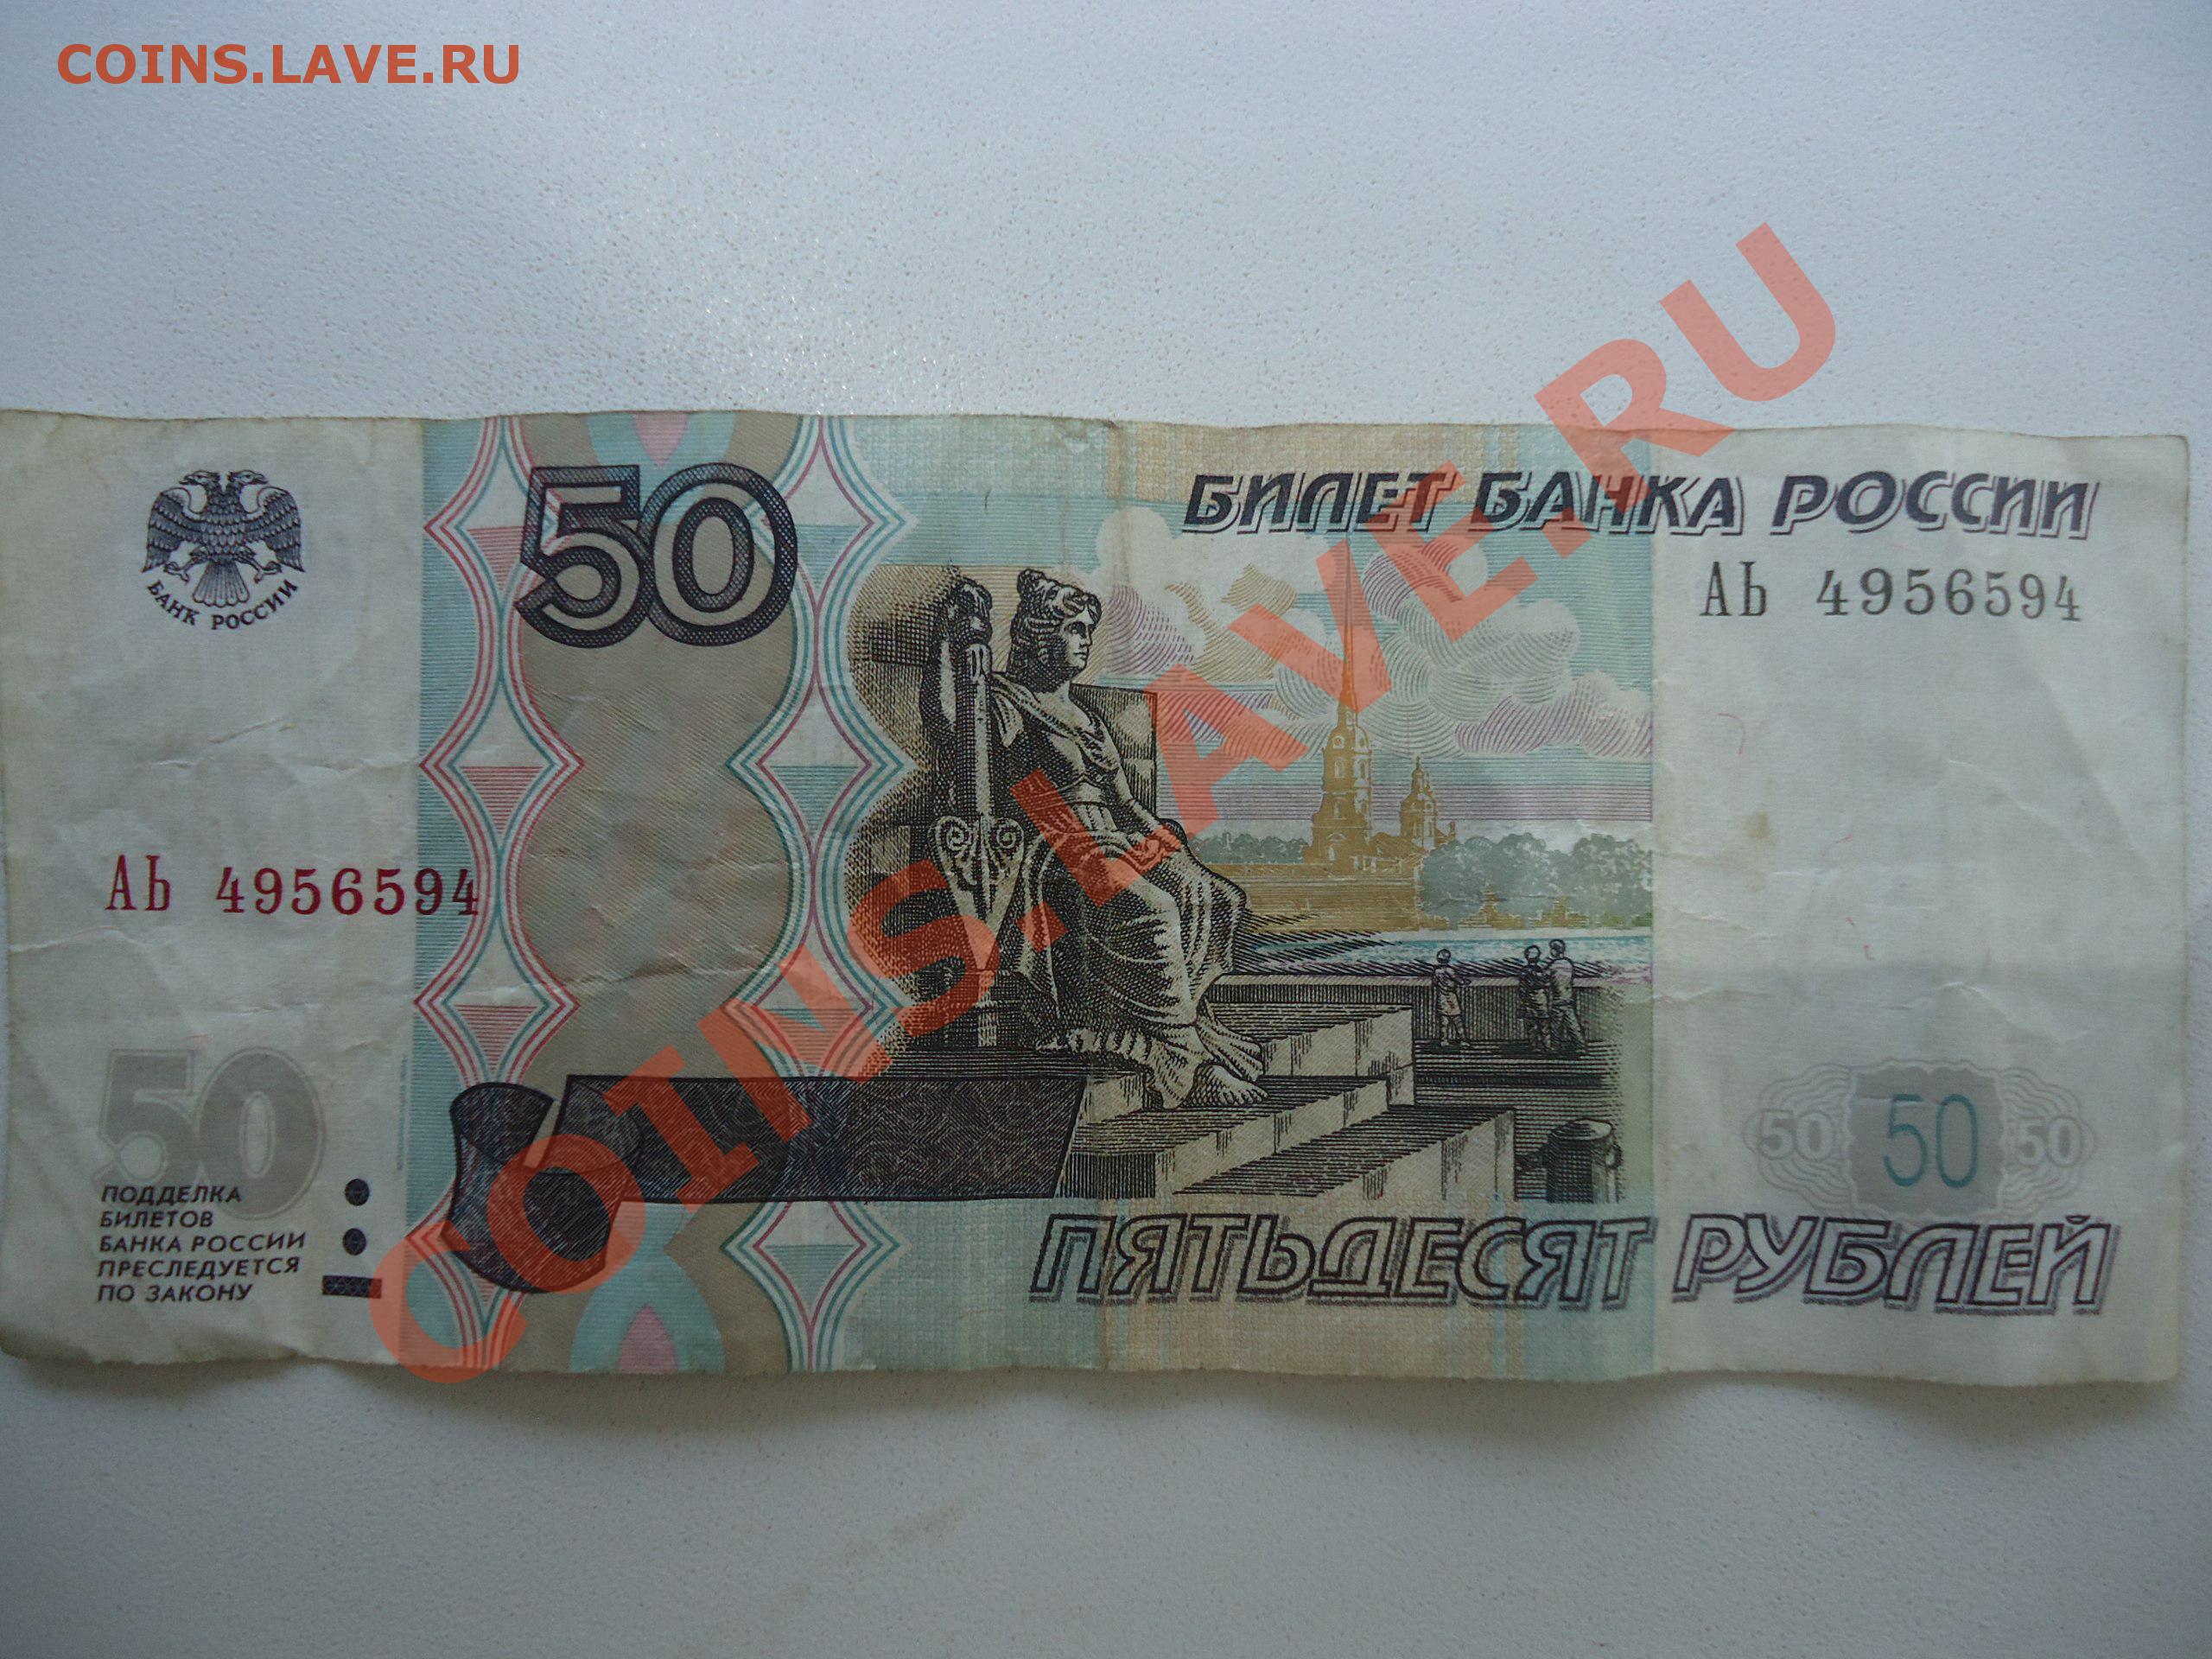 COINS.LAVE.RU
50
БИЛЕТ БАНКА РОССИИ
АЬ 4956594
БАНК РОССИИ
АЬ 4956594
50
ПОДДЕЛКА
БИЛЕТОВ
БАНКА РОССИИ
ПРЕСЛЕДУЕТСЯ
ПО ЗАКОНУ
50 50 50
ПЯТЬДЕСЯТ РУБЛЕЙ
COINS.LAVE.RU